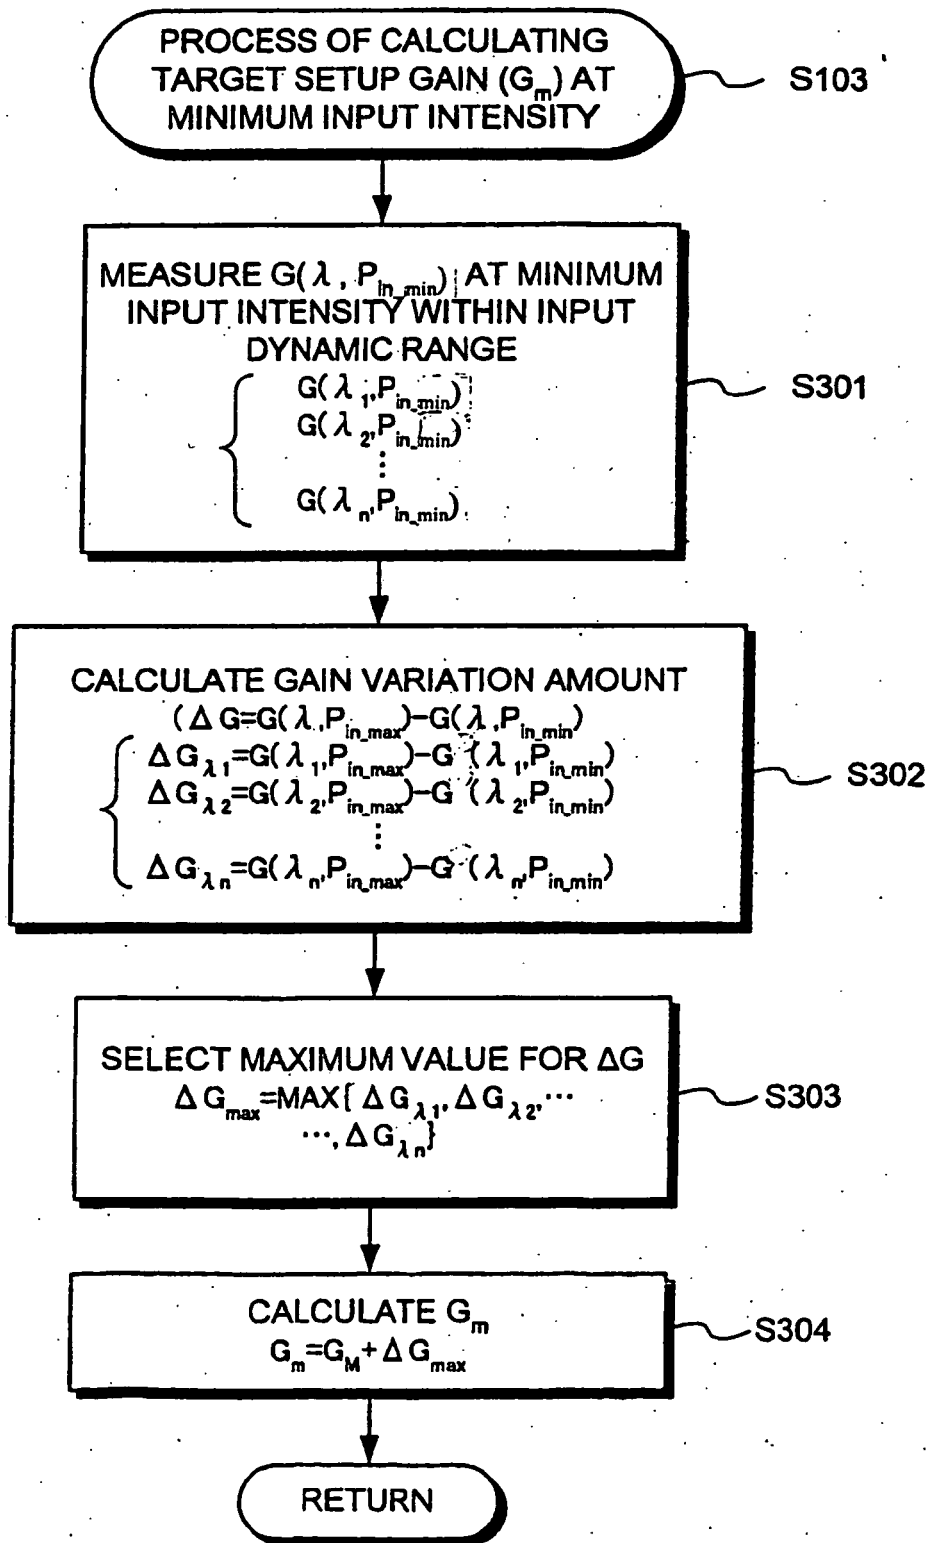 PROCESS OF CALCULATING
TARGET SETUP GAIN (Gm) AT
MINIMUM INPUT INTENSITY
S103
MEASURE G(λ, Pin_min) AT MINIMUM
INPUT INTENSITY WITHIN INPUT
DYNAMIC RANGE
G(λ1,Pin_min)
G(λ2,Pin_min)
⋮
G(λn,Pin_min)
S301
CALCULATE GAIN VARIATION AMOUNT
(ΔG=G(λ,Pin_max)-G(λ,Pin_min)
ΔGλ1=G(λ1,Pin_max)-G (λ1,Pin_min)
ΔGλ2=G(λ2,Pin_max)-G (λ2,Pin_min)
⋮
ΔGλn=G(λn,Pin_max)-G (λn,Pin_min)
S302
SELECT MAXIMUM VALUE FOR ΔG
ΔGmax=MAX{ΔGλ1,ΔGλ2,⋯
⋯,ΔGλn}
S303
CALCULATE Gm
Gm=GM+ΔGmax
S304
RETURN